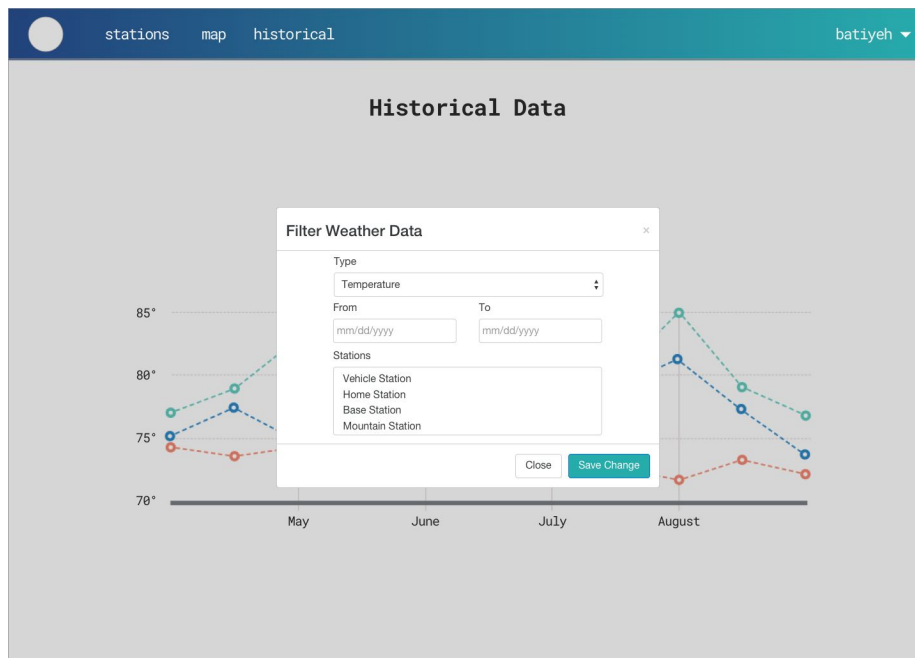 stations map historical batiyeh
Historical Data
Filter Weather Data ×
Type
Temperature
From To
mm/dd/yyyy mm/dd/yyyy
Stations
Vehicle Station
Home Station
Base Station
Mountain Station
Close Save Change
85°
80°
75°
70°
May June July August